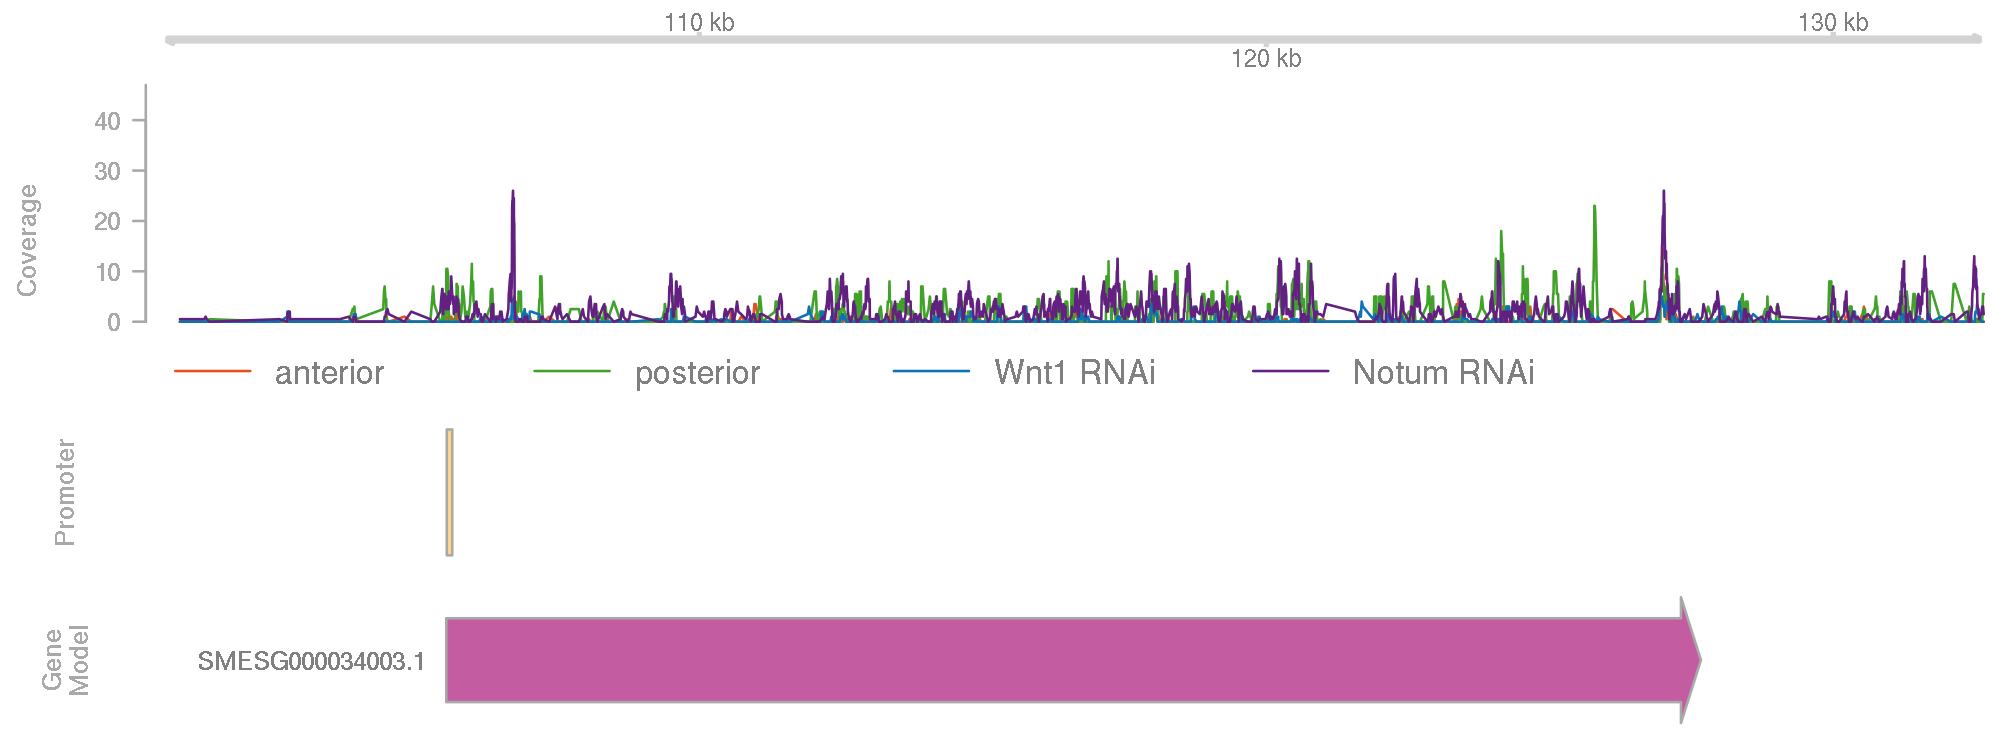 110 kb
130 kb
120 kb
Coverage
40
30
20
10
0
anterior posterior Wnt1 RNAi Notum RNAi
Promoter
Gene
Model
SMESG000034003.1